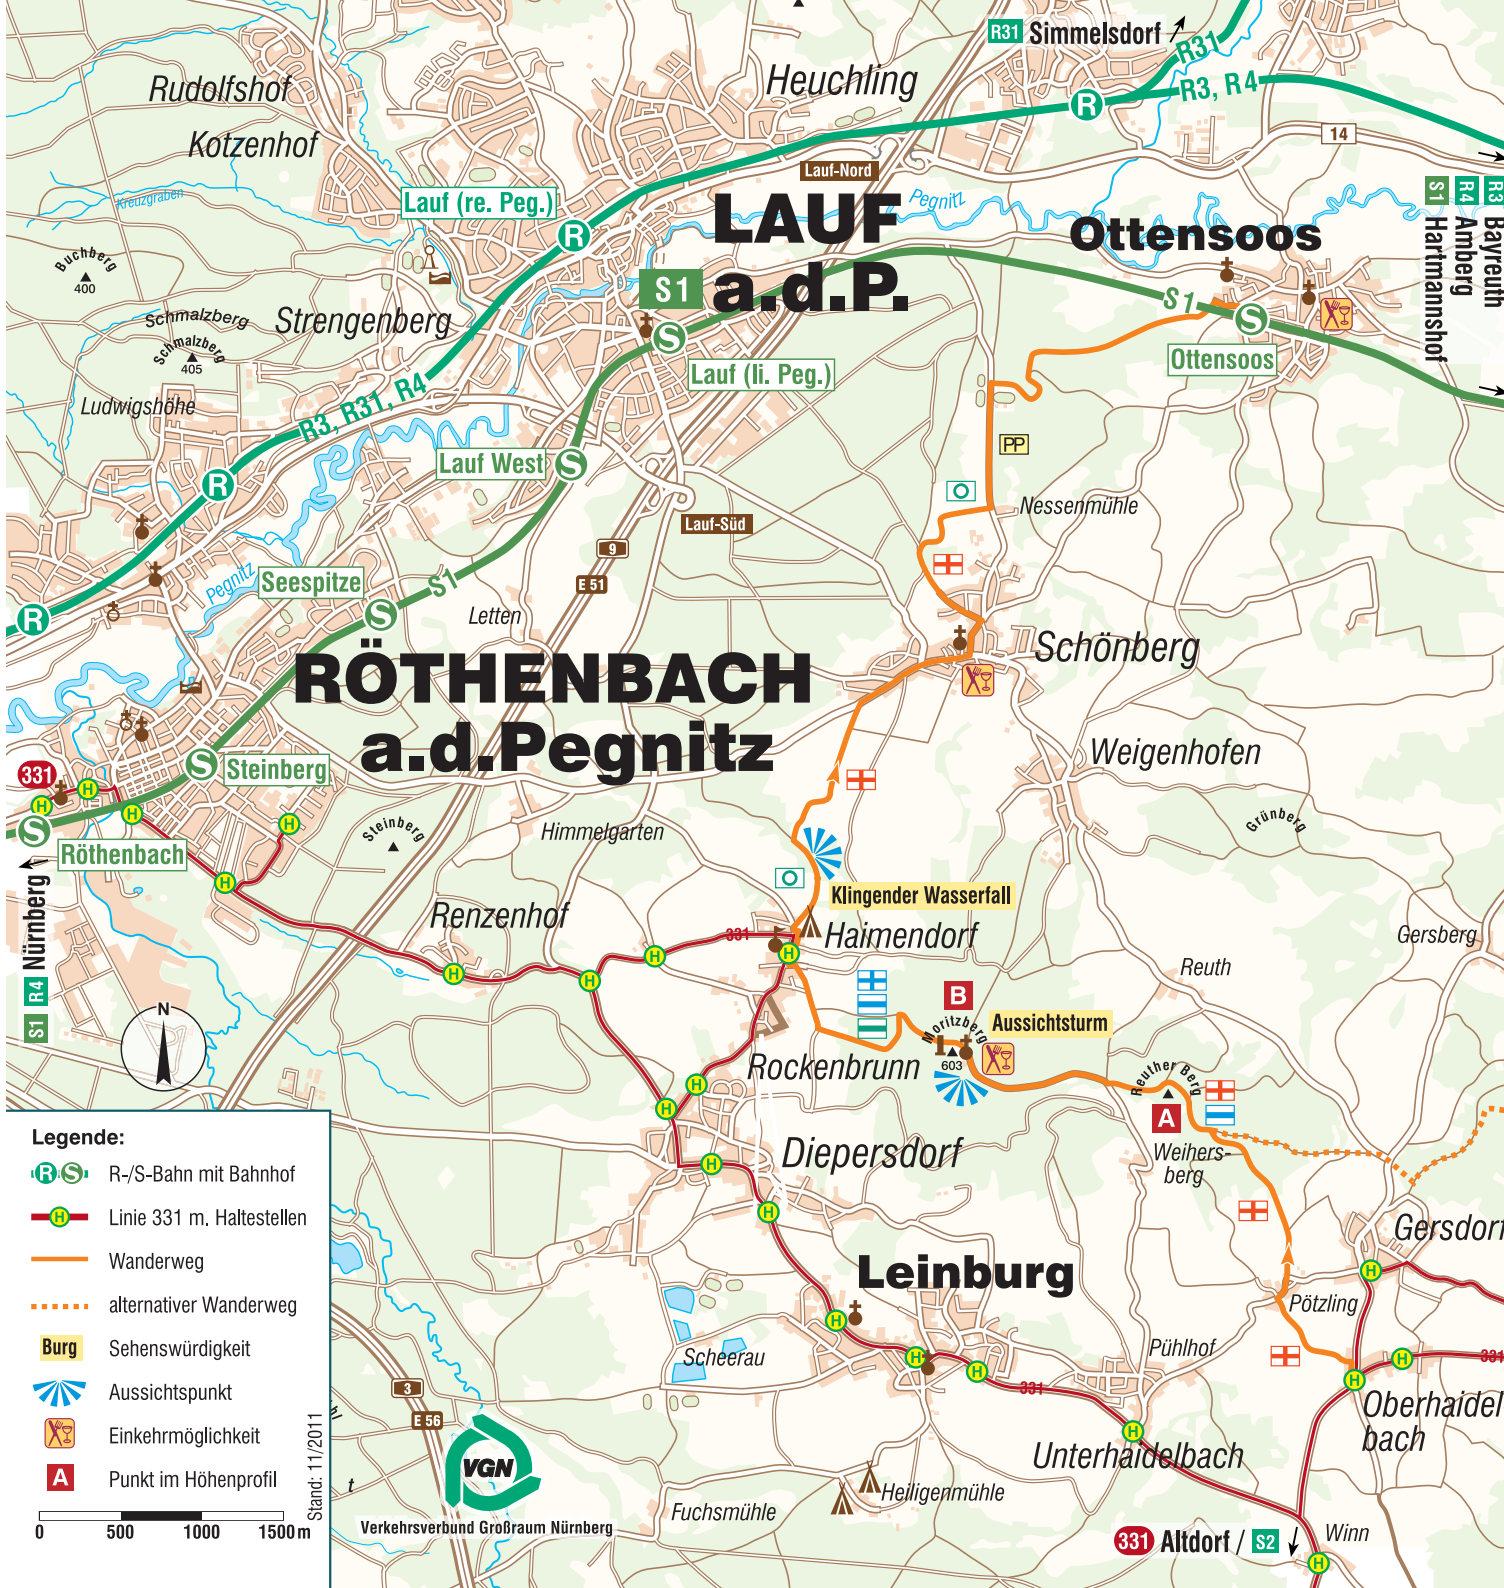 R31 Simmelsdorf
R31
R3, R4
Heuchling
Rudolfshof
Kotzenhof
14
Lauf-Nord
Kreuzgraben
Lauf (re. Peg.)
Pegnitz
LAUF
a.d.P.
Ottensoos
S1 Hartmannshof
R4 Amberg
R3 Bayreuth
Buchberg
400
S1
S1
Schmalzberg
Strengenberg
Schmalzberg
405
Ottensoos
Lauf (li. Peg.)
Ludwigshöhe
R3, R31, R4
Lauf West
PP
Nessenmühle
Lauf-Süd
9
E 51
Pegnitz
Seespitze
S1
Letten
Schönberg
RÖTHENBACH
a.d.Pegnitz
Weigenhofen
331
Steinberg
Steinberg
Himmelgarten
Grünberg
Röthenbach
S1 R4 Nürnberg
Klingender Wasserfall
Renzenhof
331
Haimendorf
Gersberg
Reuth
N
B
Moritzberg
603
Aussichtsturm
Rockenbrunn
Reuther Berg
A
Weihers-
berg
Diepersdorf
Gersdorf
Leinburg
Pötzling
Pühlhof
Scheerau
331
331
3
E 56
Oberhaidel
bach
Unterhaidelbach
Heiligenmühle
Fuchsmühle
Winn
331 Altdorf / S2
Legende:
R S R-/S-Bahn mit Bahnhof
H Linie 331 m. Haltestellen
Wanderweg
alternativer Wanderweg
Burg Sehenswürdigkeit
Aussichtspunkt
Einkehrmöglichkeit
A Punkt im Höhenprofil
0 500 1000 1500 m
Stand: 11/2011
VGN
Verkehrsverbund Großraum Nürnberg